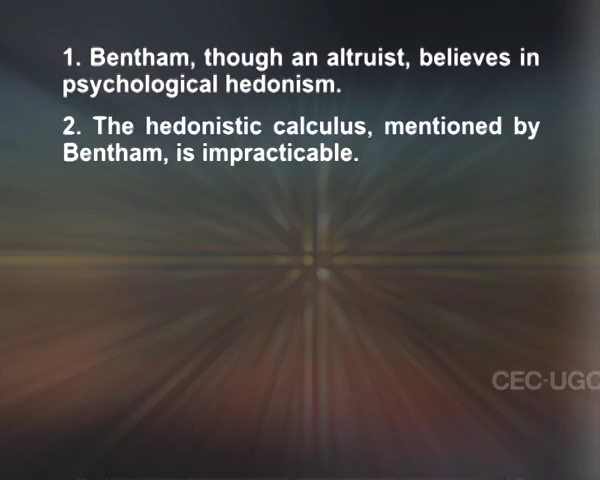 1. Bentham, though an altruist, believes in
psychological hedonism.
2. The hedonistic calculus, mentioned by
Bentham, is impracticable.
CEC-UGC